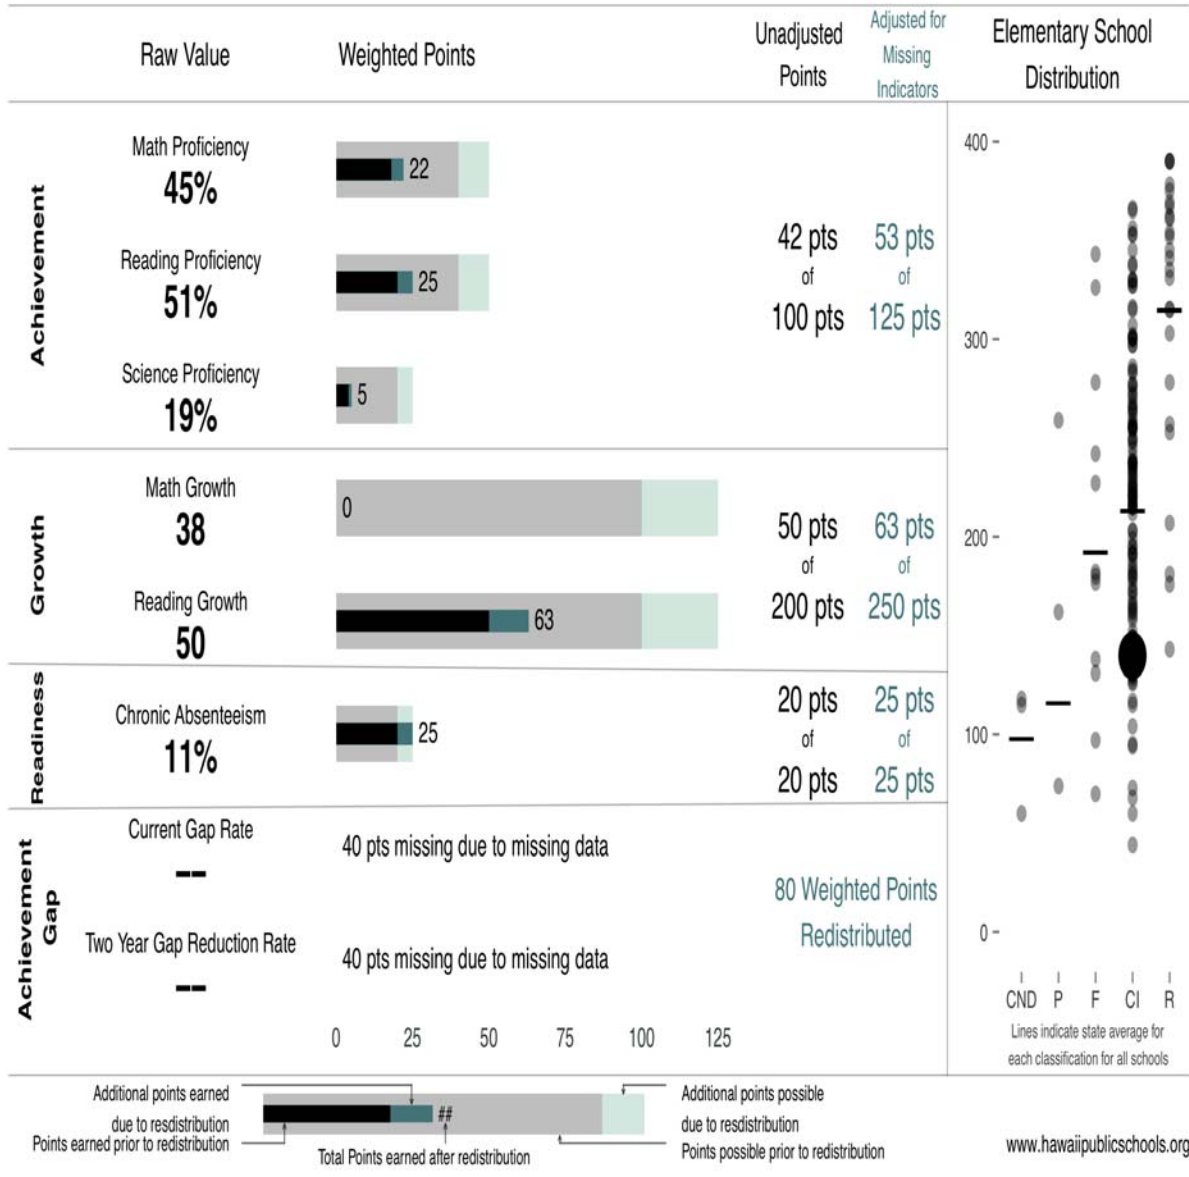 Raw Value
Weighted Points
Unadjusted
Points
Adjusted for
Missing
Indicators
Elementary School
Distribution
Achievement
Math Proficiency
45%
22
Reading Proficiency
51%
25
Science Proficiency
19%
5
42 pts
of
100 pts
53 pts
of
125 pts
Growth
Math Growth
38
0
Reading Growth
50
63
50 pts
of
200 pts
63 pts
of
250 pts
Readiness
Chronic Absenteeism
11%
25
20 pts
of
20 pts
25 pts
of
25 pts
Achievement
Gap
Current Gap Rate
--
40 pts missing due to missing data
Two Year Gap Reduction Rate
--
40 pts missing due to missing data
80 Weighted Points
Redistributed
0 25 50 75 100 125
400
300
200
100
0
CND P F CI R
Lines indicate state average for
each classification for all schools
Additional points earned
due to resdistribution
Points earned prior to redistribution
##
Total Points earned after redistribution
Additional points possible
due to resdistribution
Points possible prior to redistribution
www.hawaiipublicschools.org